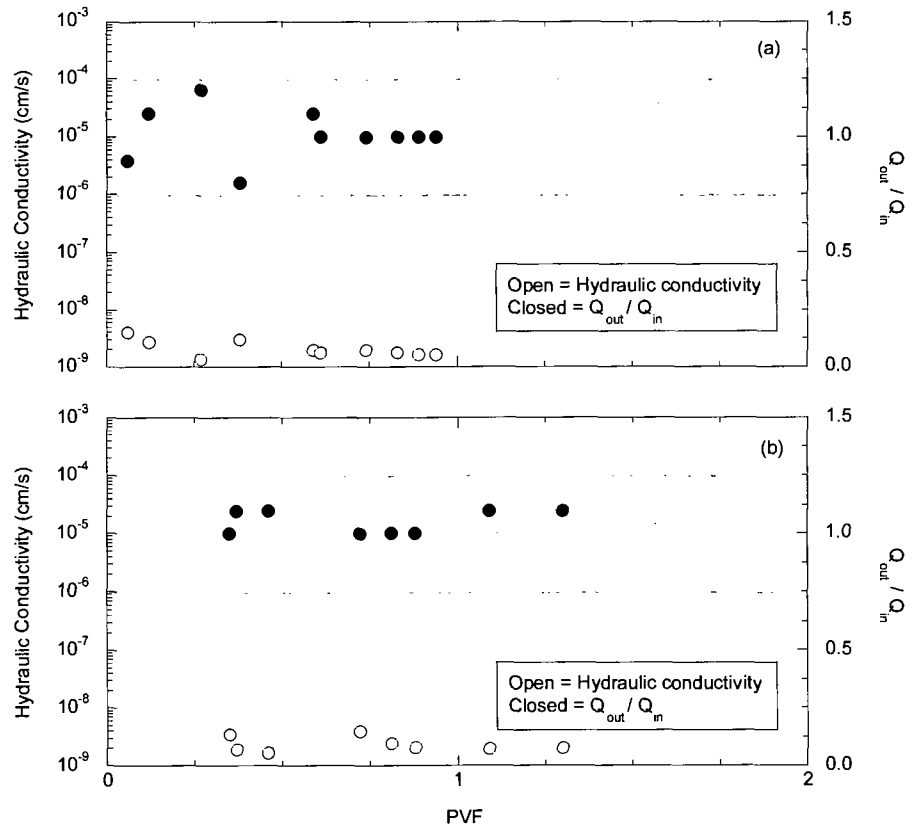 (a)
Hydraulic Conductivity (cm/s)
10⁻³
10⁻⁴
10⁻⁵
10⁻⁶
10⁻⁷
10⁻⁸
10⁻⁹
1.5
1.0
0.5
0.0
Q_out / Q_in
Open = Hydraulic conductivity
Closed = Q_out / Q_in
(b)
Hydraulic Conductivity (cm/s)
10⁻³
10⁻⁴
10⁻⁵
10⁻⁶
10⁻⁷
10⁻⁸
10⁻⁹
1.5
1.0
0.5
0.0
Q_out / Q_in
Open = Hydraulic conductivity
Closed = Q_out / Q_in
0
1
2
PVF